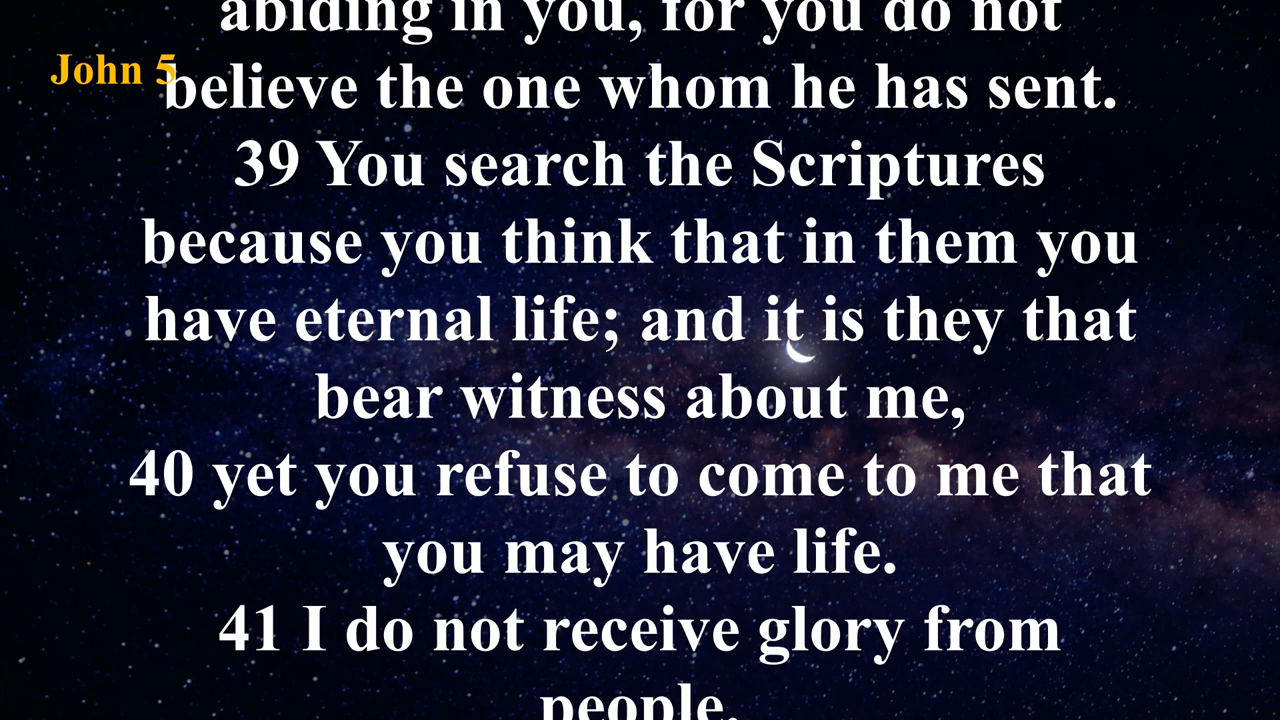 abiding in you, for you do not
John 5
believe the one whom he has sent.
39 You search the Scriptures
because you think that in them you
have eternal life; and it is they that
bear witness about me,
40 yet you refuse to come to me that
you may have life.
41 I do not receive glory from
people.